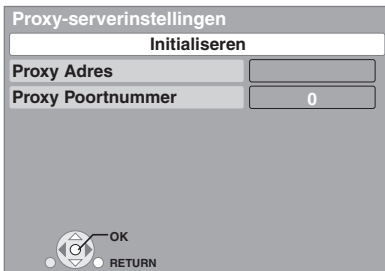 Proxy-serverinstellingen
Initialiseren
Proxy Adres
Proxy Poortnummer 0
OK
RETURN